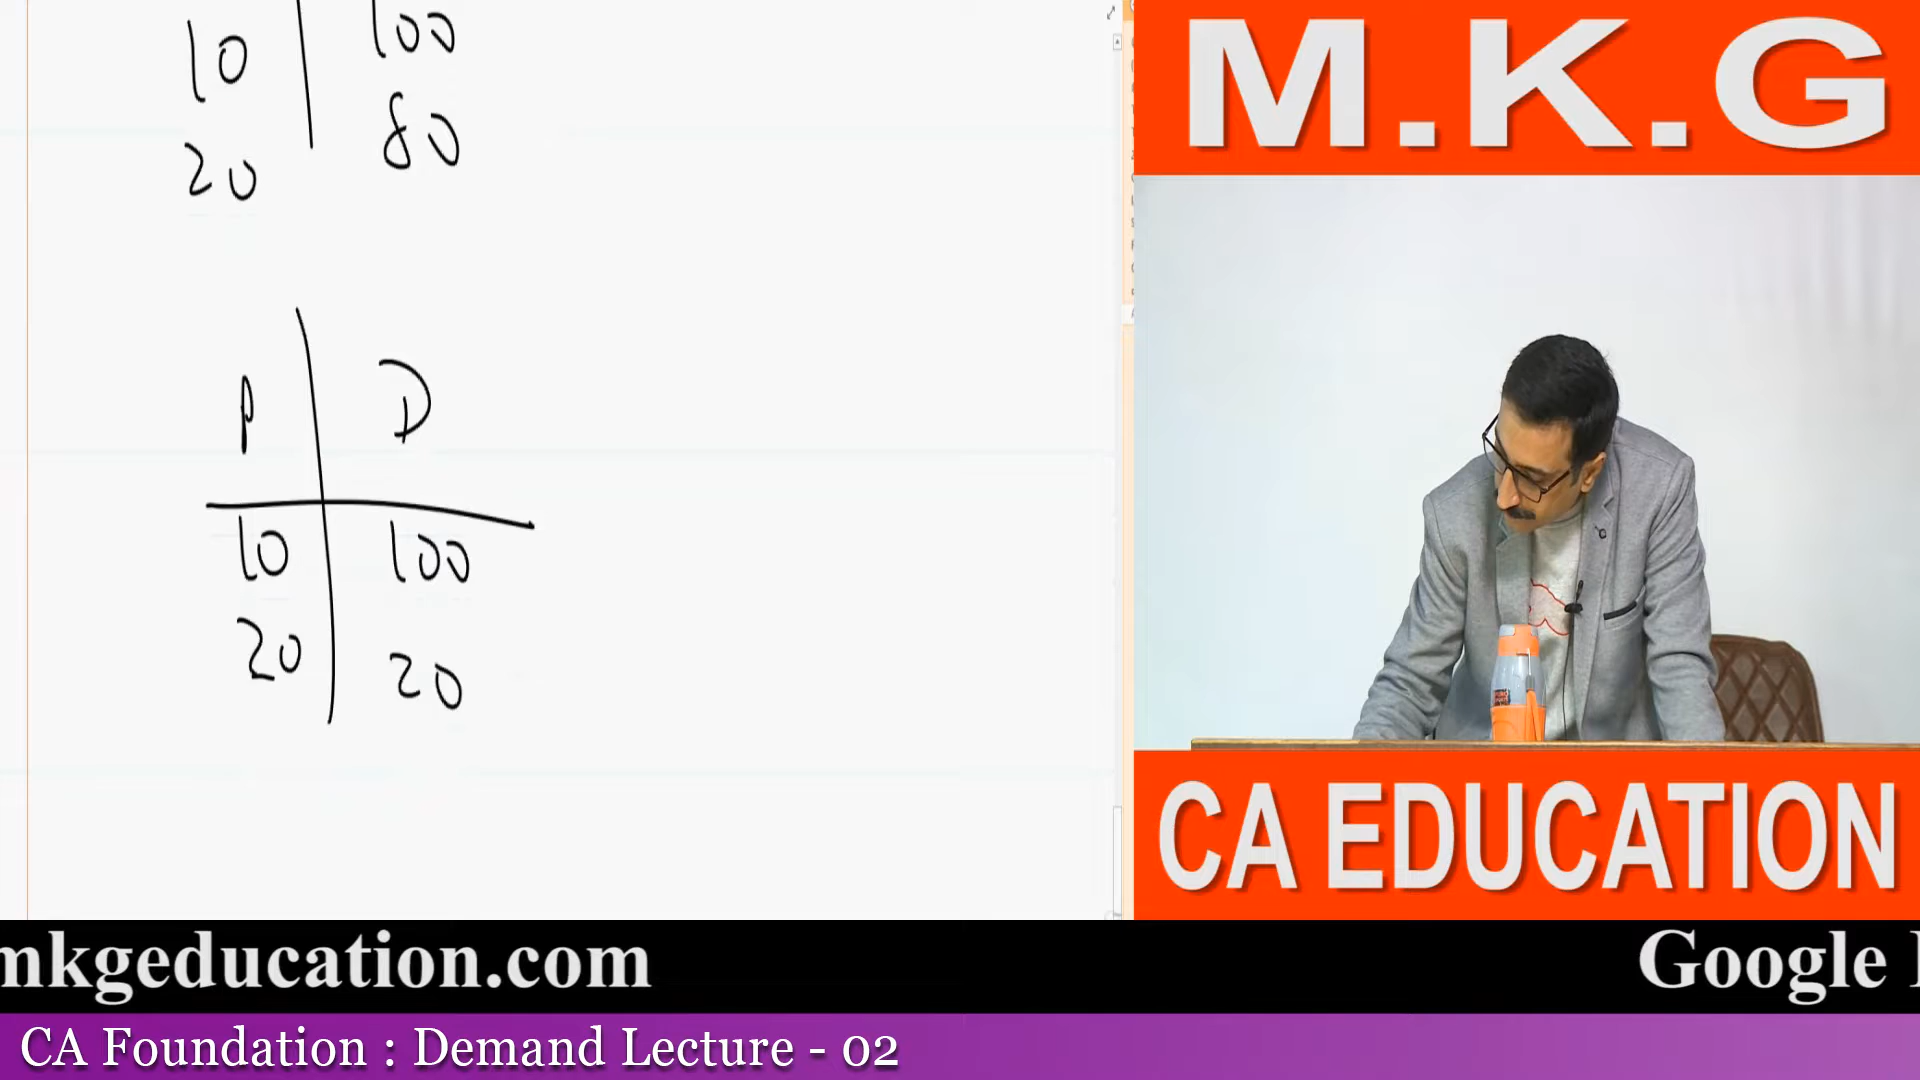 10 100
20 80
P D
10 100
20 20
M.K.G
CA EDUCATION
mkgeducation.com
Google
CA Foundation : Demand Lecture - 02